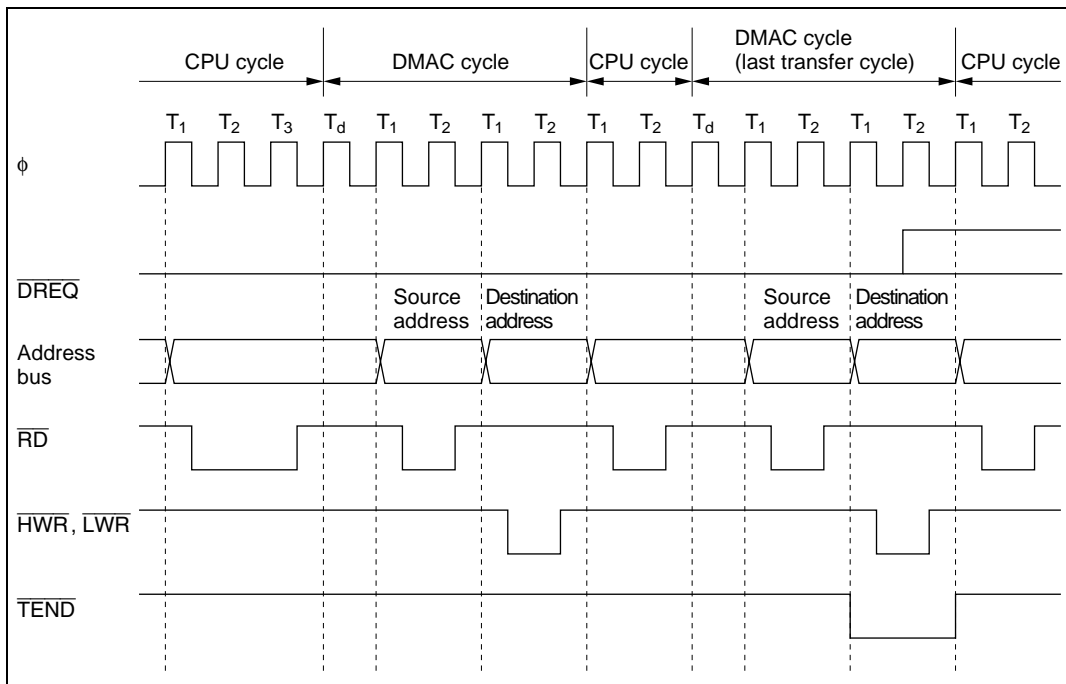 DMAC cycle
(last transfer cycle)
CPU cycle DMAC cycle CPU cycle CPU cycle
T1 T2 T3 Td T1 T2 T1 T2 T1 T2 Td T1 T2 T1 T2 T1 T2
ϕ
DREQ
Source address Destination address Source address Destination address
Address
bus
RD
HWR, LWR
TEND